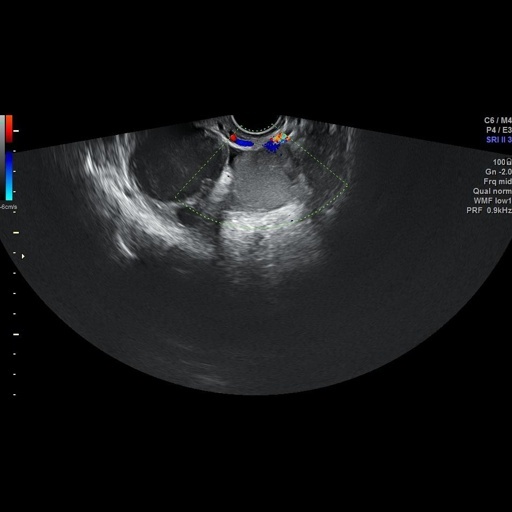 C6 / M4
P4 / E3
SRI II 3
100
Gn -2.0
Frq mid
Qual norm
WMF low1
PRF 0.9kHz
-6cm/s